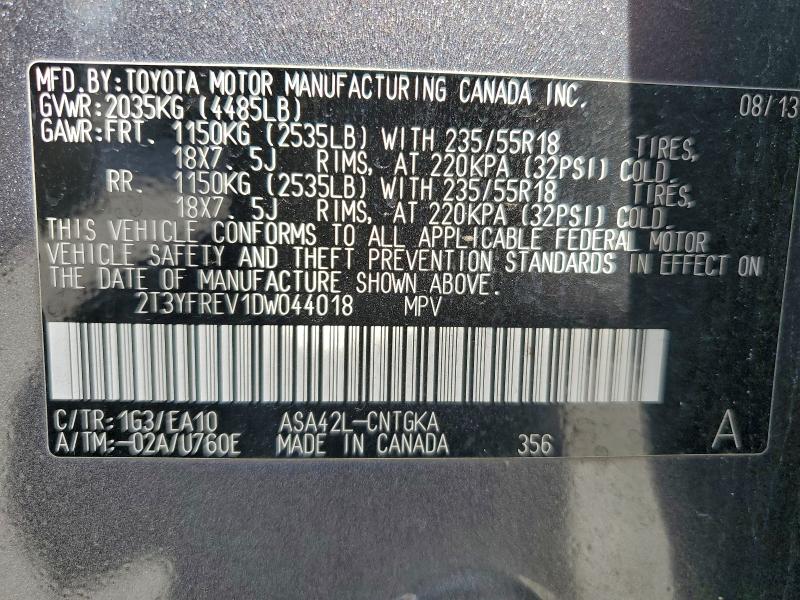 MFD.BY:TOYOTA MOTOR MANUFACTURING CANADA INC. 08/13
GVWR:2035KG (4485LB)
GAWR:FRT. 1150KG (2535LB) WITH 235/55R18 TIRES,
18X7. 5J RIMS, AT 220KPA (32PSI) COLD.
RR. 1150KG (2535LB) WITH 235/55R18 TIRES,
18X7. 5J RIMS, AT 220KPA (32PSI) COLD.
THIS VEHICLE CONFORMS TO ALL APPLICABLE FEDERAL MOTOR
VEHICLE SAFETY AND THEFT PREVENTION STANDARDS IN EFFECT ON
THE DATE OF MANUFACTURE SHOWN ABOVE.
2T3YFREV1DW044018 MPV
C/TR:1G3/EA10 ASA42L-CNTGKA
A/TM:-02A/U760E MADE IN CANADA 356 A